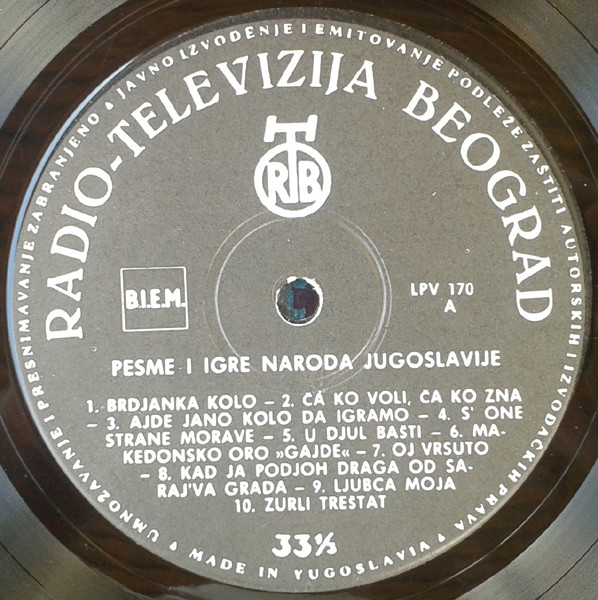 UMNOŽAVANJE I PRESNIMAVANJE ZABRANJENO • JAVNO IZVOĐENJE I EMITOVANJE PODLEŽE ZAŠTITI AUTORSKIH I IZVOĐAČKIH PRAVA •
RADIO-TELEVIZIJA BEOGRAD
RTB
B.I.E.M.
LPV 170
A
PESME I IGRE NARODA JUGOSLAVIJE
1. BRDJANKA KOLO – 2. ČA KO VOLI, ČA KO ZNA
– 3. AJDE JANO KOLO DA IGRAMO – 4. S' ONE
STRANE MORAVE – 5. U DJUL BAŠTI – 6. MA-
KEDONSKO ORO »GAJDE« – 7. OJ VRSUTO
– 8. KAD JA PODJOH DRAGA OD SA-
RAJ'VA GRADA – 9. LJUBCA MOJA
10. ZURLI TREŠTAT
33⅓
• MADE IN YUGOSLAVIA •